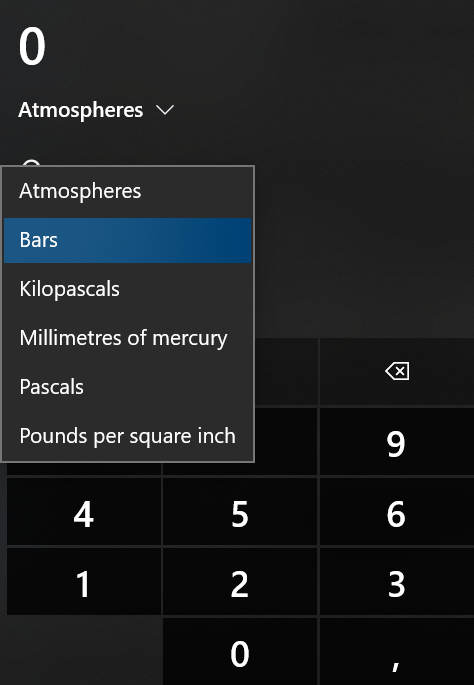 0
Atmospheres
Atmospheres
Bars
Kilopascals
Millimetres of mercury
Pascals
Pounds per square inch
9
4 5 6
1 2 3
0 ,